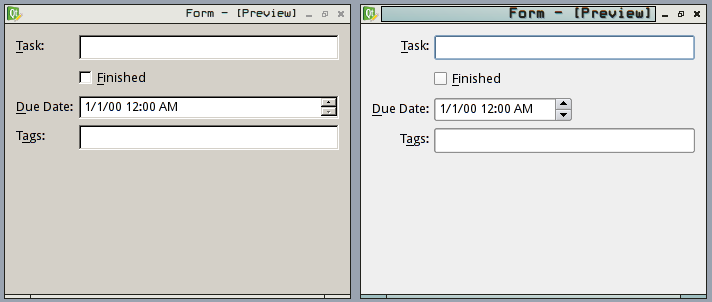 Form - [Preview]
Task:
Finished
Due Date: 1/1/00 12:00 AM
Tags:
Form - [Preview]
Task:
Finished
Due Date: 1/1/00 12:00 AM
Tags: